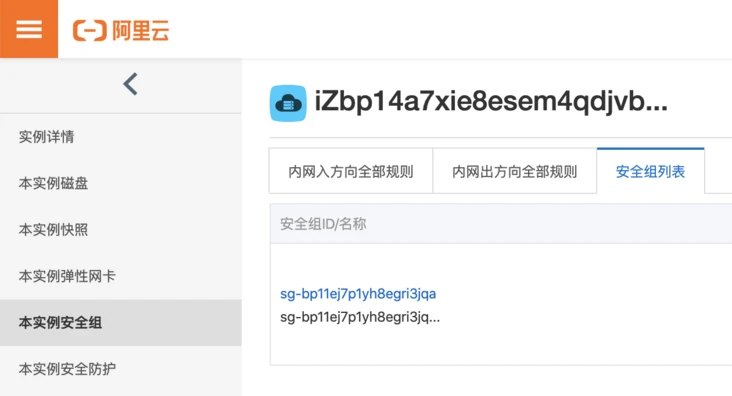 阿里云
iZbp14a7xie8esem4qdjvb...
实例详情
本实例磁盘
本实例快照
本实例弹性网卡
本实例安全组
本实例安全防护
内网入方向全部规则
内网出方向全部规则
安全组列表
安全组ID/名称
sg-bp11ej7p1yh8egri3jqa
sg-bp11ej7p1yh8egri3jq...